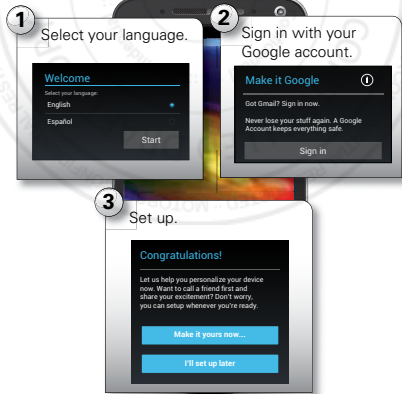 1
Select your language.
Welcome
Select your language:
English
Español
Start
2
Sign in with your
Google account.
Make it Google
Got Gmail? Sign in now.
Never lose your stuff again. A Google
Account keeps everything safe.
Sign in
3
Set up.
Congratulations!
Let us help you personalize your device
now. Want to call a friend first and
share your excitement? Don't worry,
you can setup whenever you're ready.
Make it yours now...
I'll set up later